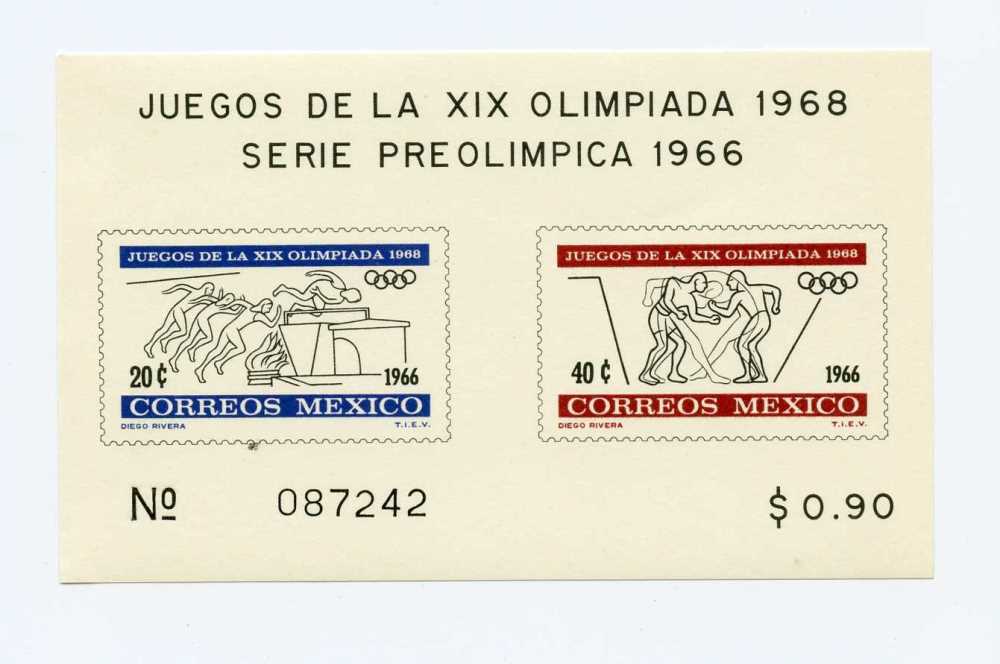 JUEGOS DE LA XIX OLIMPIADA 1968
SERIE PREOLIMPICA 1966
JUEGOS DE LA XIX OLIMPIADA 1968
20 ¢ 1966
CORREOS MEXICO
DIEGO RIVERA T.I.E.V.
JUEGOS DE LA XIX OLIMPIADA 1968
40 ¢ 1966
CORREOS MEXICO
DIEGO RIVERA T.I.E.V.
Nº 087242 $ 0.90